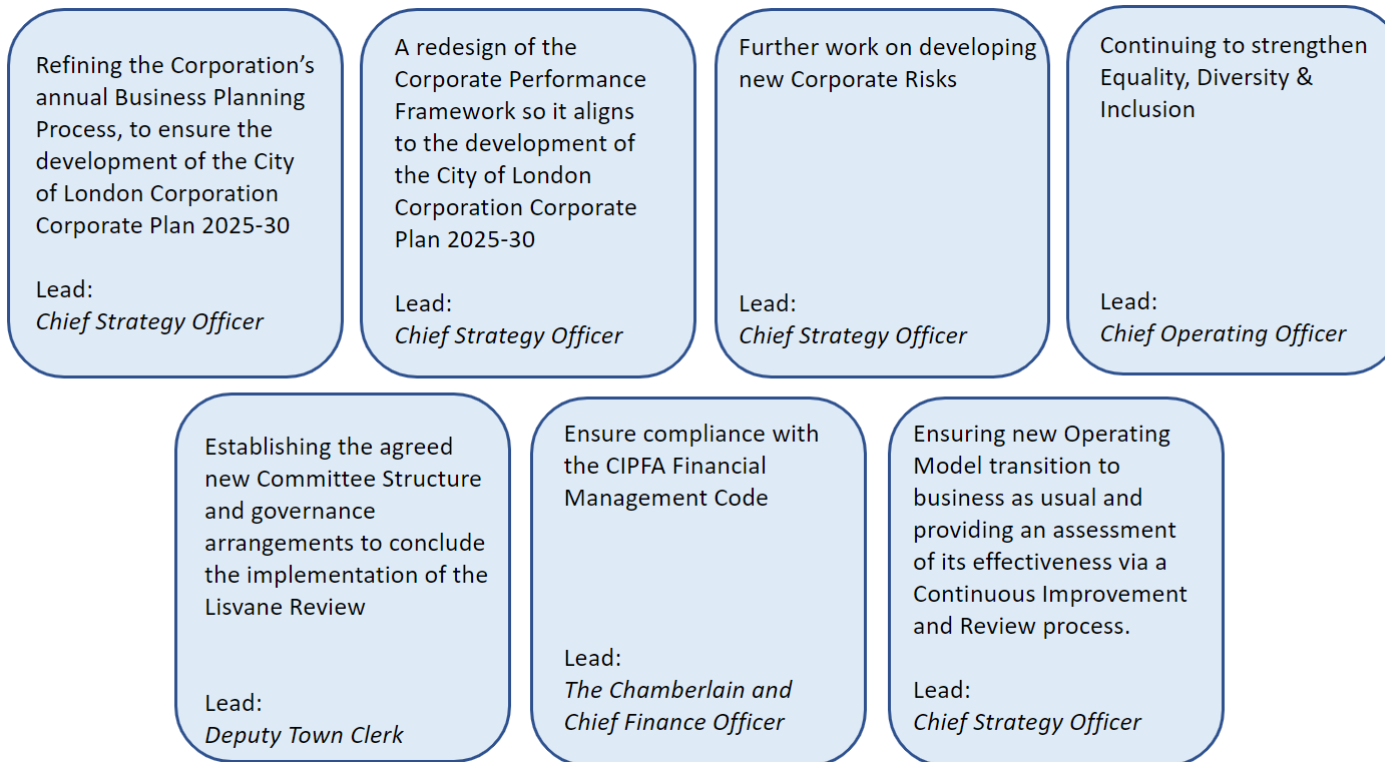 Refining the Corporation’s
annual Business Planning
Process, to ensure the
development of the City
of London Corporation
Corporate Plan 2025-30
Lead:
Chief Strategy Officer
A redesign of the
Corporate Performance
Framework so it aligns
to the development of
the City of London
Corporation Corporate
Plan 2025-30
Lead:
Chief Strategy Officer
Further work on developing
new Corporate Risks
Lead:
Chief Strategy Officer
Continuing to strengthen
Equality, Diversity &
Inclusion
Lead:
Chief Operating Officer
Establishing the agreed
new Committee Structure
and governance
arrangements to conclude
the implementation of the
Lisvane Review
Lead:
Deputy Town Clerk
Ensure compliance with
the CIPFA Financial
Management Code
Lead:
The Chamberlain and
Chief Finance Officer
Ensuring new Operating
Model transition to
business as usual and
providing an assessment
of its effectiveness via a
Continuous Improvement
and Review process.
Lead:
Chief Strategy Officer